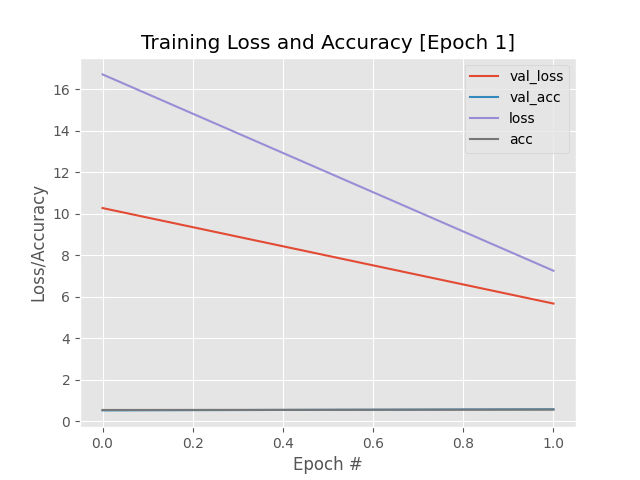 Training Loss and Accuracy [Epoch 1]
val_loss
val_acc
loss
acc
Loss/Accuracy
16
14
12
10
8
6
4
2
0
0.0 0.2 0.4 0.6 0.8 1.0
Epoch #